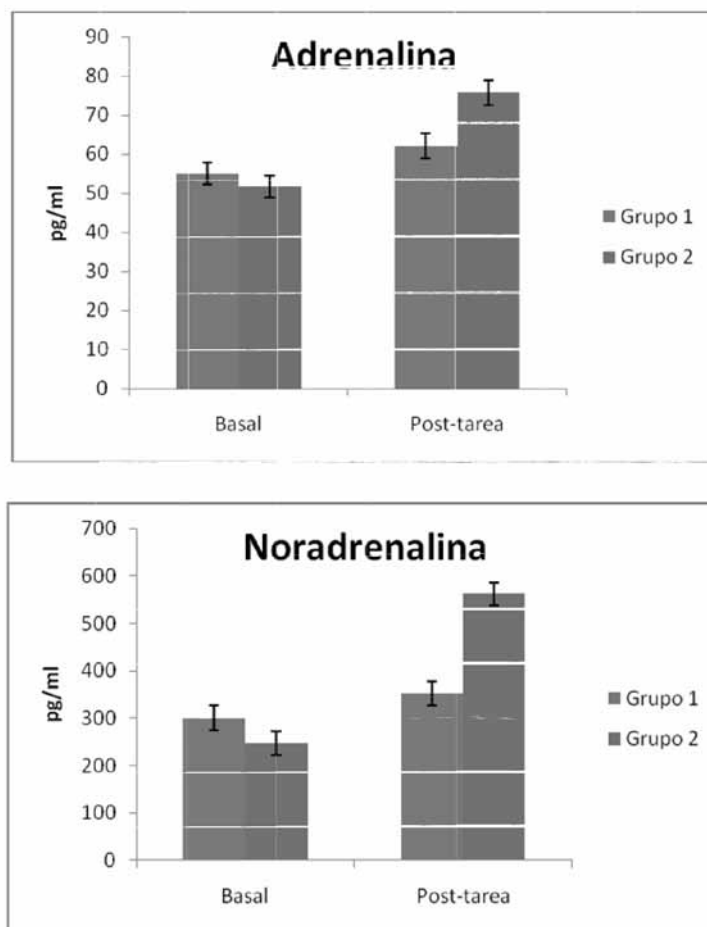 Adrenalina
90
80
70
60
50
40
30
20
10
0
pg/ml
Basal
Post-tarea
Grupo 1
Grupo 2
Noradrenalina
700
600
500
400
300
200
100
0
pg/ml
Basal
Post-tarea
Grupo 1
Grupo 2